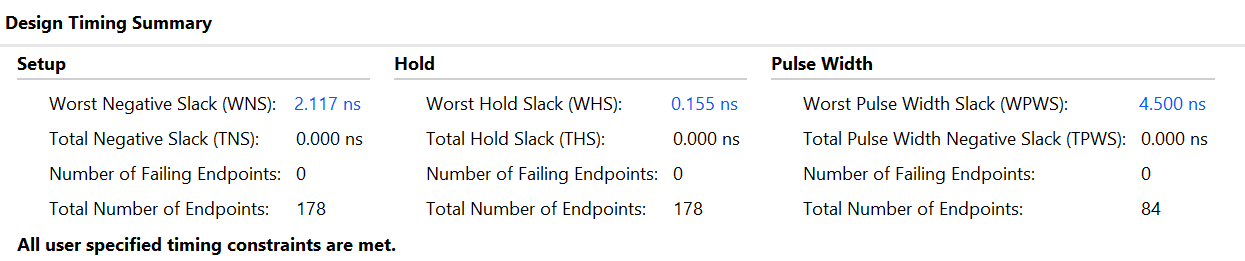 Design Timing Summary
Setup Hold Pulse Width
Worst Negative Slack (WNS): 2.117 ns Worst Hold Slack (WHS): 0.155 ns Worst Pulse Width Slack (WPWS): 4.500 ns
Total Negative Slack (TNS): 0.000 ns Total Hold Slack (THS): 0.000 ns Total Pulse Width Negative Slack (TPWS): 0.000 ns
Number of Failing Endpoints: 0 Number of Failing Endpoints: 0 Number of Failing Endpoints: 0
Total Number of Endpoints: 178 Total Number of Endpoints: 178 Total Number of Endpoints: 84
All user specified timing constraints are met.